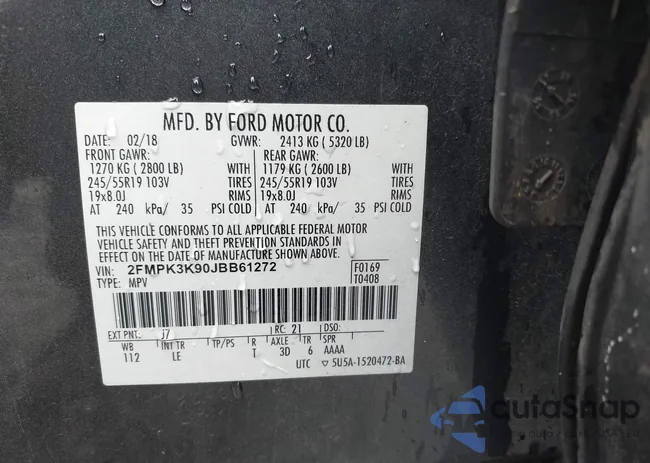 MFD. BY FORD MOTOR CO.
DATE: 02/18 GVWR: 2413 KG ( 5320 LB)
FRONT GAWR: REAR GAWR:
1270 KG ( 2800 LB) WITH 1179 KG ( 2600 LB) WITH
245/55R19 103V TIRES 245/55R19 103V TIRES
19x8.0J RIMS 19x8.0J RIMS
AT 240 kPa/ 35 PSI COLD AT 240 kPa/ 35 PSI COLD
THIS VEHICLE CONFORMS TO ALL APPLICABLE FEDERAL MOTOR
VEHICLE SAFETY AND THEFT PREVENTION STANDARDS IN
EFFECT ON THE DATE OF MANUFACTURE SHOWN ABOVE.
VIN: 2FMPK3K90JBB61272 F0169
TYPE: MPV T0408
EXT PNT: J7 RC: 21 DSO:
WB INT TR TP/PS R AXLE TR SPR
112 LE T 3D 6 AAAA
UTC ▽ 5U5A-1520472-BA
autoSnap